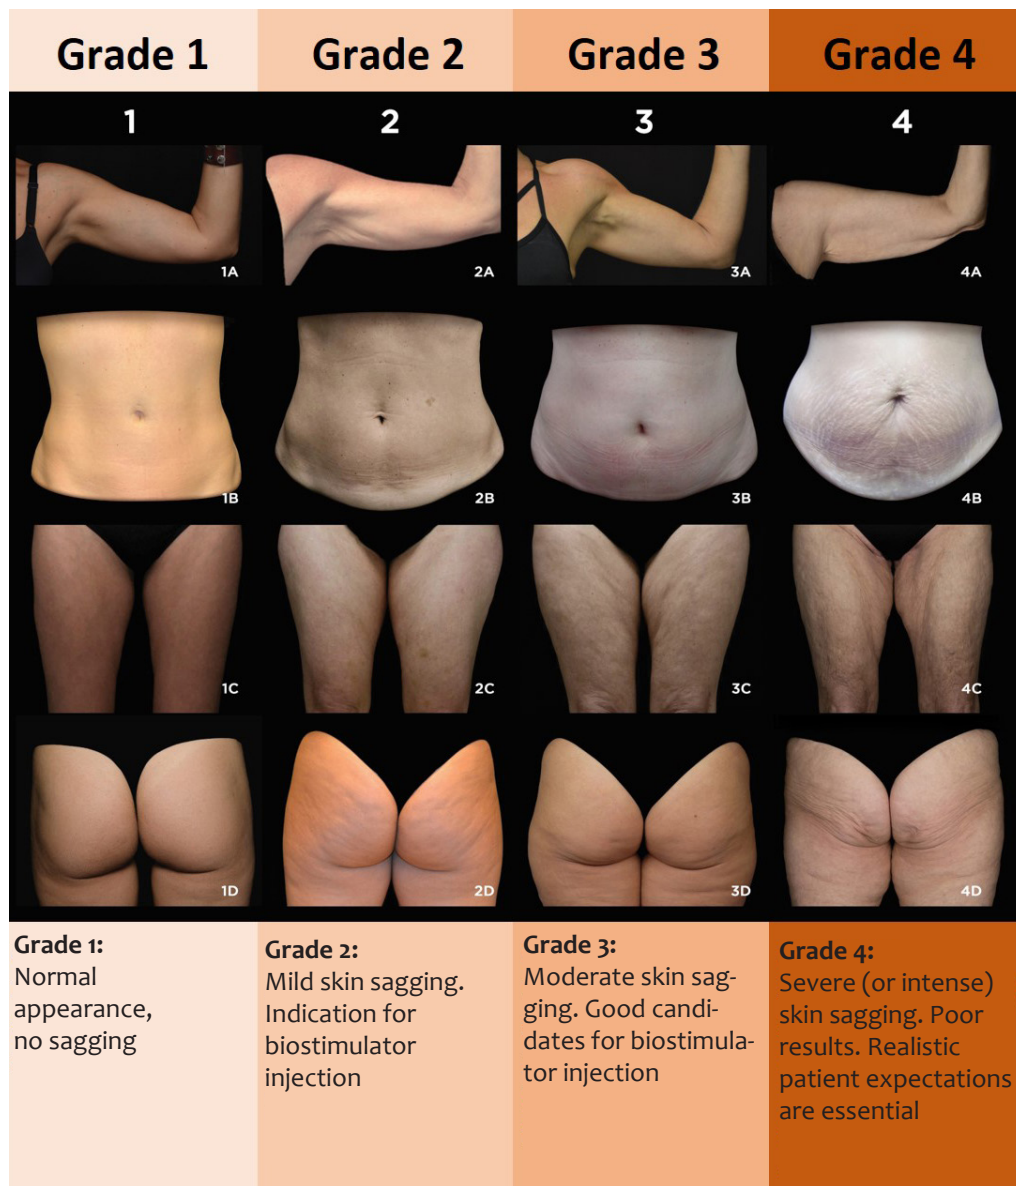 Grade 1
Grade 2
Grade 3
Grade 4
1
2
3
4
1A
2A
3A
4A
1B
2B
3B
4B
1C
2C
3C
4C
1D
2D
3D
4D
Grade 1:
Normal
appearance,
no sagging
Grade 2:
Mild skin sagging.
Indication for
biostimulator
injection
Grade 3:
Moderate skin sag-
ging. Good candi-
dates for biostimula-
tor injection
Grade 4:
Severe (or intense)
skin sagging. Poor
results. Realistic
patient expectations
are essential